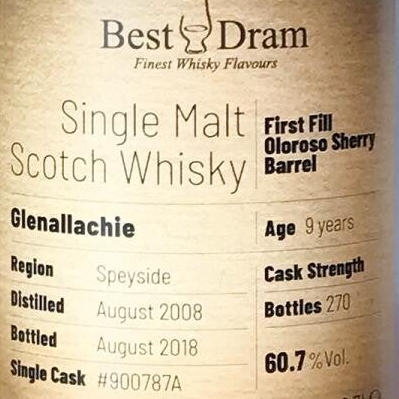 Best Dram
Finest Whisky Flavours
Single Malt
Scotch Whisky
First Fill
Oloroso Sherry
Barrel
Glenallachie
Age 9 years
Region Speyside
Distilled August 2008
Bottled August 2018
Single Cask #900787A
Cask Strength
Bottles 270
60.7 % Vol.